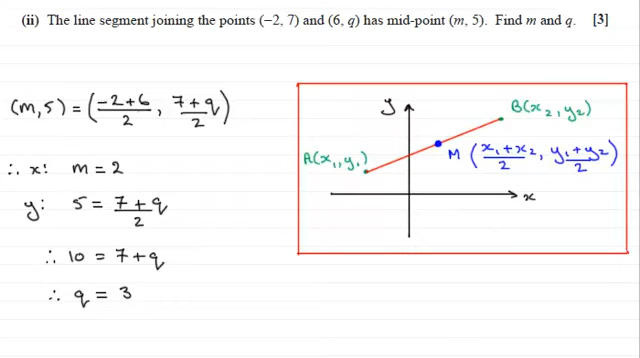 (ii) The line segment joining the points (−2, 7) and (6, q) has mid-point (m, 5). Find m and q. [3]
(m, 5) = (−2+6/2, 7+q/2)
∴ x: m = 2
y: 5 = 7+q/2
∴ 10 = 7+q
∴ q = 3
y
B(x₂, y₂)
A(x₁, y₁)
M (x₁+x₂/2, y₁+y₂/2)
x